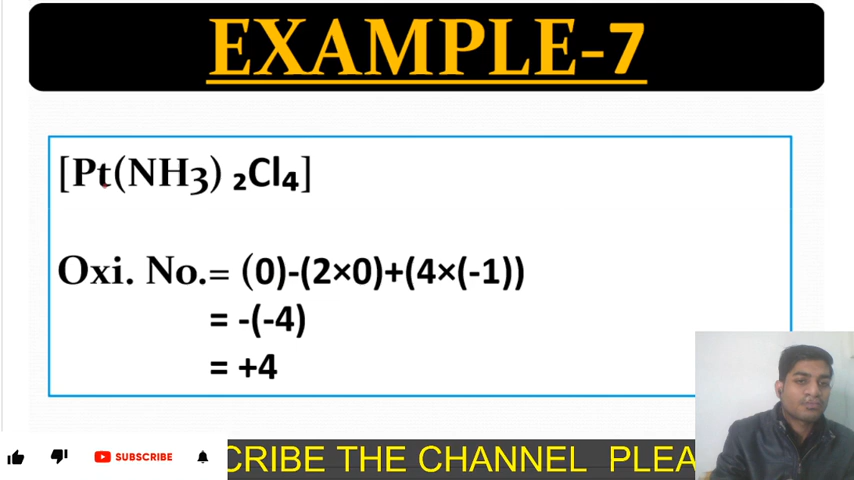 EXAMPLE-7
[Pt(NH3) ₂Cl₄]
Oxi. No.= (0)-(2×0)+(4×(-1))
= -(-4)
= +4
SUBSCRIBE
CRIBE THE CHANNEL PLEA